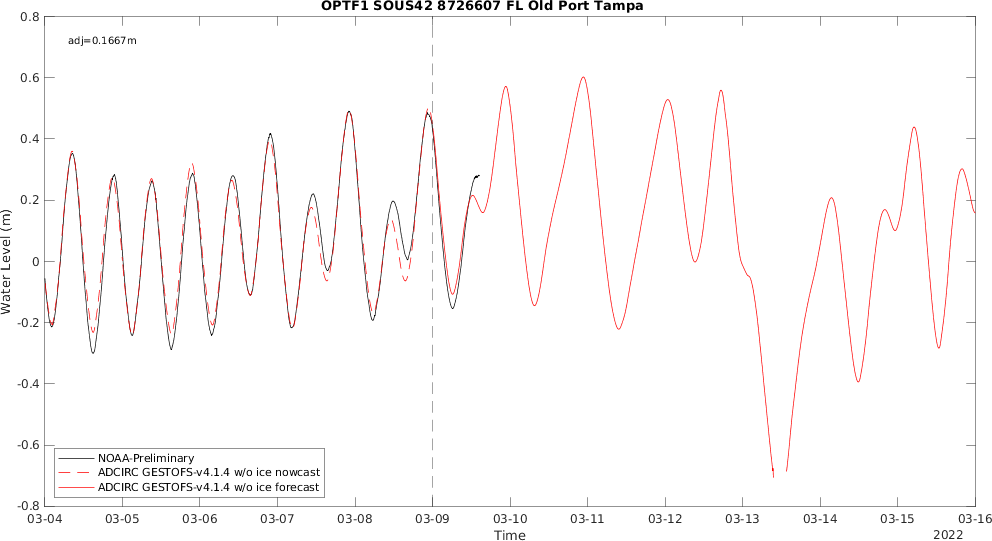 OPTF1 SOUS42 8726607 FL Old Port Tampa
adj=0.1667m
0.8
0.6
0.4
0.2
0
-0.2
-0.4
-0.6
-0.8
Water Level (m)
NOAA-Preliminary
ADCIRC GESTOFS-v4.1.4 w/o ice nowcast
ADCIRC GESTOFS-v4.1.4 w/o ice forecast
03-04 03-05 03-06 03-07 03-08 03-09 03-10 03-11 03-12 03-13 03-14 03-15 03-16
Time
2022